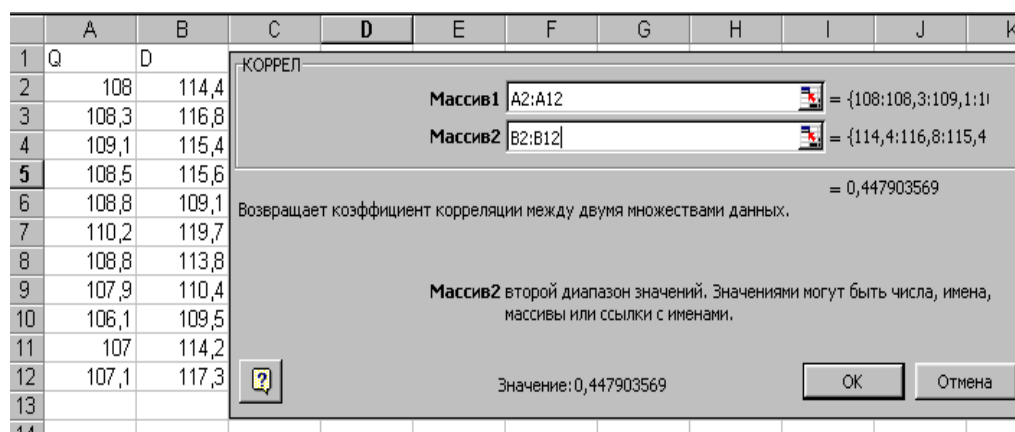 A B C D E F G H I J K
1 Q D
2 108 114,4
3 108,3 116,8
4 109,1 115,4
5 108,5 115,6
6 108,8 109,1
7 110,2 119,7
8 108,8 113,8
9 107,9 110,4
10 106,1 109,5
11 107 114,2
12 107,1 117,3
13
14
КОРРЕЛ
Массив1 A2:A12 = {108:108,3:109,1:1
Массив2 B2:B12 = {114,4:116,8:115,4
= 0,447903569
Возвращает коэффициент корреляции между двумя множествами данных.
Массив2 второй диапазон значений. Значениями могут быть числа, имена,
массивы или ссылки с именами.
? Значение:0,447903569 ОК Отмена